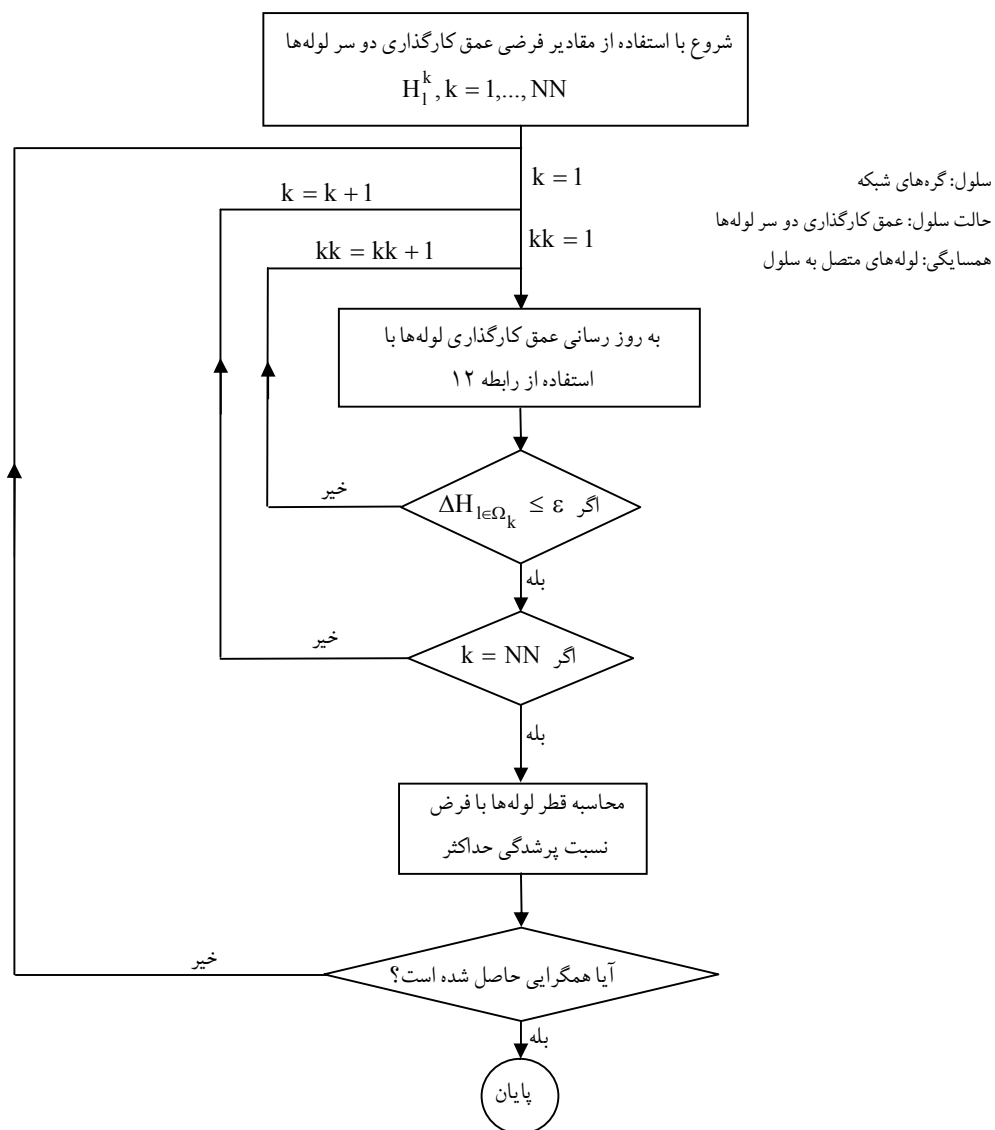 شروع با استفاده از مقادیر فرضی عمق کارگذاری دو سر لوله‌ها
H_l^k, k = 1,..., NN
k = 1
سلول: گره‌های شبکه
k = k + 1
حالت سلول: عمق کارگذاری دو سر لوله‌ها
kk = 1
kk = kk + 1
همسایگی: لوله‌های متصل به سلول
به روز رسانی عمق کارگذاری لوله‌ها با
استفاده از رابطه ۱۲
خیر
اگر ΔH_{l∈Ω_k} ≤ ε
بله
خیر
اگر k = NN
بله
محاسبه قطر لوله‌ها با فرض
نسبت پرشدگی حداکثر
خیر
آیا همگرایی حاصل شده است؟
بله
پایان